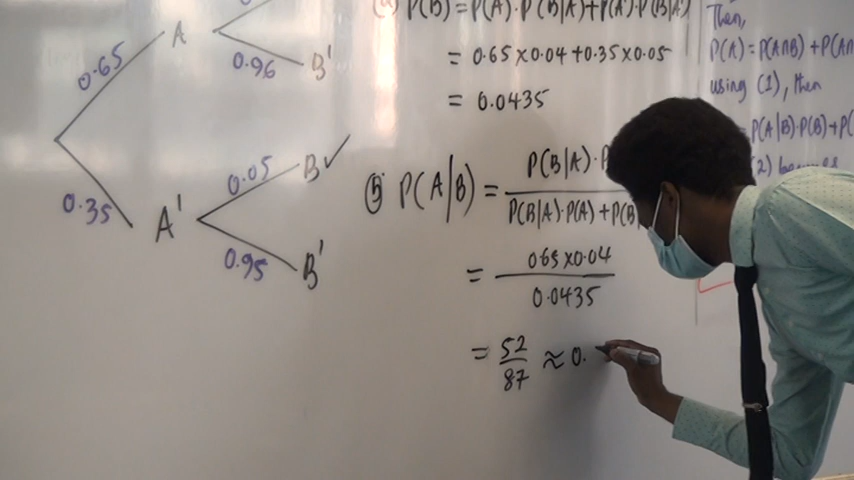 0.65
A
0.96
B'
0.35
A'
0.05
B✓
0.95
B'
(a) P(B) = P(A)·P(B|A)+P(A')·P(B|A')
= 0.65×0.04+0.35×0.05
= 0.0435
(b) P(A|B) = P(B|A)·P
P(B|A)·P(A) + P(B
= 0.65×0.04
0.0435
= 52
87
≈ 0.
Then,
P(A) = P(A∩B) + P(A∩
using (1), then
= P(A|B)·P(B)+P(
(2) becomes